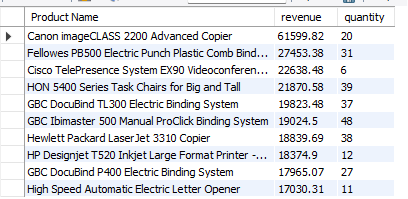 Product Name revenue quantity
Canon imageCLASS 2200 Advanced Copier 61599.82 20
Fellowes PB500 Electric Punch Plastic Comb Bind... 27453.38 31
Cisco TelePresence System EX90 Videoconferen... 22638.48 6
HON 5400 Series Task Chairs for Big and Tall 21870.58 39
GBC DocuBind TL300 Electric Binding System 19823.48 37
GBC Ibimaster 500 Manual ProClick Binding System 19024.5 48
Hewlett Packard LaserJet 3310 Copier 18839.69 38
HP Designjet T520 Inkjet Large Format Printer -... 18374.9 12
GBC DocuBind P400 Electric Binding System 17965.07 27
High Speed Automatic Electric Letter Opener 17030.31 11